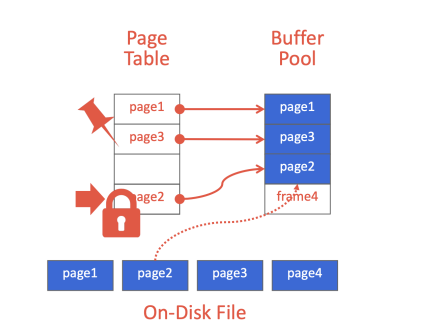 Page
Table
Buffer
Pool
page1
page3
page2
page1
page3
page2
frame4
page1
page2
page3
page4
On-Disk File